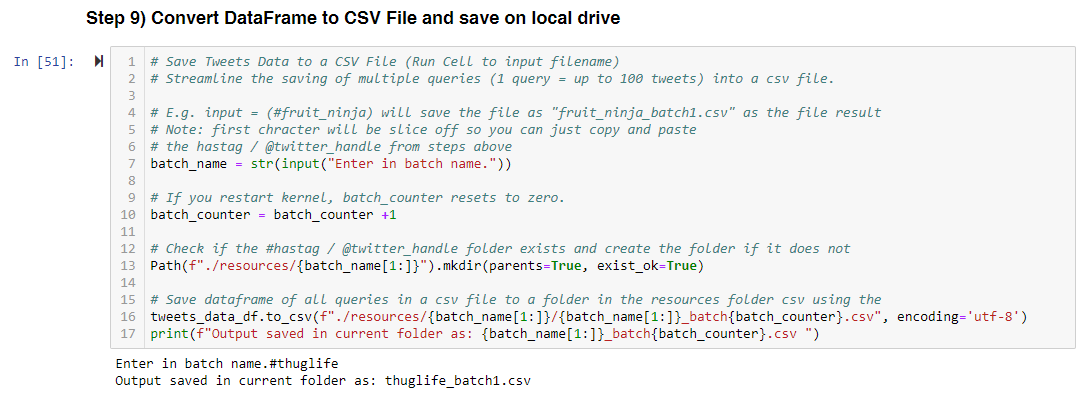 Step 9) Convert DataFrame to CSV File and save on local drive
In [51]:
1 # Save Tweets Data to a CSV File (Run Cell to input filename)
2 # Streamline the saving of multiple queries (1 query = up to 100 tweets) into a csv file.
3
4 # E.g. input = (#fruit_ninja) will save the file as "fruit_ninja_batch1.csv" as the file result
5 # Note: first chracter will be slice off so you can just copy and paste
6 # the hastag / @twitter_handle from steps above
7 batch_name = str(input("Enter in batch name."))
8
9 # If you restart kernel, batch_counter resets to zero.
10 batch_counter = batch_counter +1
11
12 # Check if the #hastag / @twitter_handle folder exists and create the folder if it does not
13 Path(f"./resources/{batch_name[1:]}").mkdir(parents=True, exist_ok=True)
14
15 # Save dataframe of all queries in a csv file to a folder in the resources folder csv using the
16 tweets_data_df.to_csv(f"./resources/{batch_name[1:]}/{batch_name[1:]}_batch{batch_counter}.csv", encoding='utf-8')
17 print(f"Output saved in current folder as: {batch_name[1:]}_batch{batch_counter}.csv ")
Enter in batch name.#thuglife
Output saved in current folder as: thuglife_batch1.csv